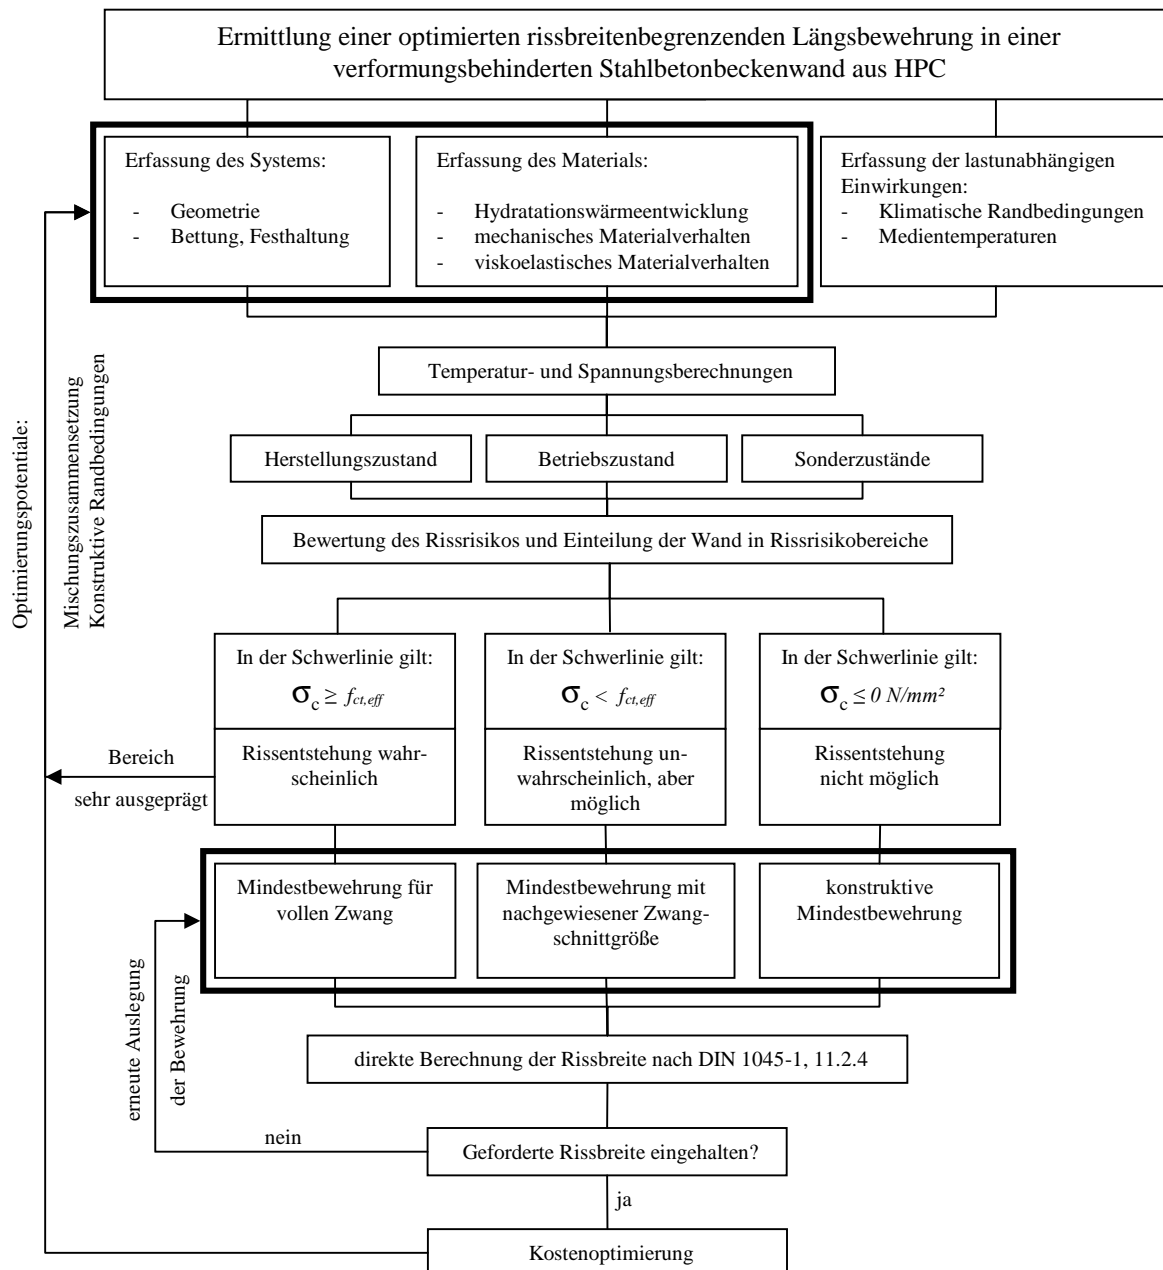 Ermittlung einer optimierten rissbreitenbegrenzenden Längsbewehrung in einer
verformungsbehinderten Stahlbetonbeckenwand aus HPC
Erfassung des Systems:
- Geometrie
- Bettung, Festhaltung
Erfassung des Materials:
- Hydratationswärmeentwicklung
- mechanisches Materialverhalten
- viskoelastisches Materialverhalten
Erfassung der lastunabhängigen
Einwirkungen:
- Klimatische Randbedingungen
- Medientemperaturen
Optimierungspotentiale:
Mischungszusammensetzung
Konstruktive Randbedingungen
Temperatur- und Spannungsberechnungen
Herstellungszustand
Betriebszustand
Sonderzustände
Bewertung des Rissrisikos und Einteilung der Wand in Rissrisikobereiche
In der Schwerlinie gilt:
σc ≥ fct,eff
In der Schwerlinie gilt:
σc < fct,eff
In der Schwerlinie gilt:
σc ≤ 0 N/mm²
Bereich
sehr ausgeprägt
Rissentstehung wahr-
scheinlich
Rissentstehung un-
wahrscheinlich, aber
möglich
Rissentstehung
nicht möglich
Mindestbewehrung für
vollen Zwang
Mindestbewehrung mit
nachgewiesener Zwang-
schnittgröße
konstruktive
Mindestbewehrung
erneute Auslegung
der Bewehrung
direkte Berechnung der Rissbreite nach DIN 1045-1, 11.2.4
nein
Geforderte Rissbreite eingehalten?
ja
Kostenoptimierung